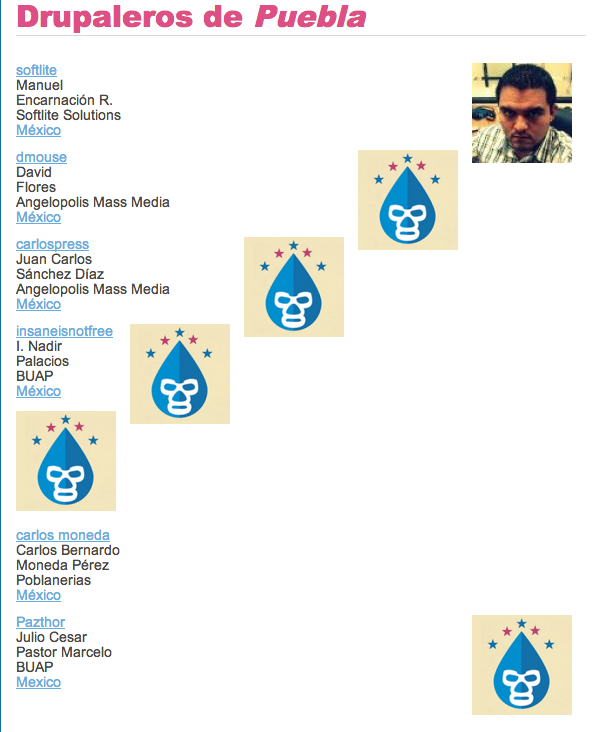 Drupaleros de Puebla
softlite
Manuel
Encarnación R.
Softlite Solutions
México
dmouse
David
Flores
Angelopolis Mass Media
México
carlospress
Juan Carlos
Sánchez Díaz
Angelopolis Mass Media
México
insaneisnotfree
I. Nadir
Palacios
BUAP
México
carlos moneda
Carlos Bernardo
Moneda Pérez
Poblanerias
México
Pazthor
Julio Cesar
Pastor Marcelo
BUAP
Mexico